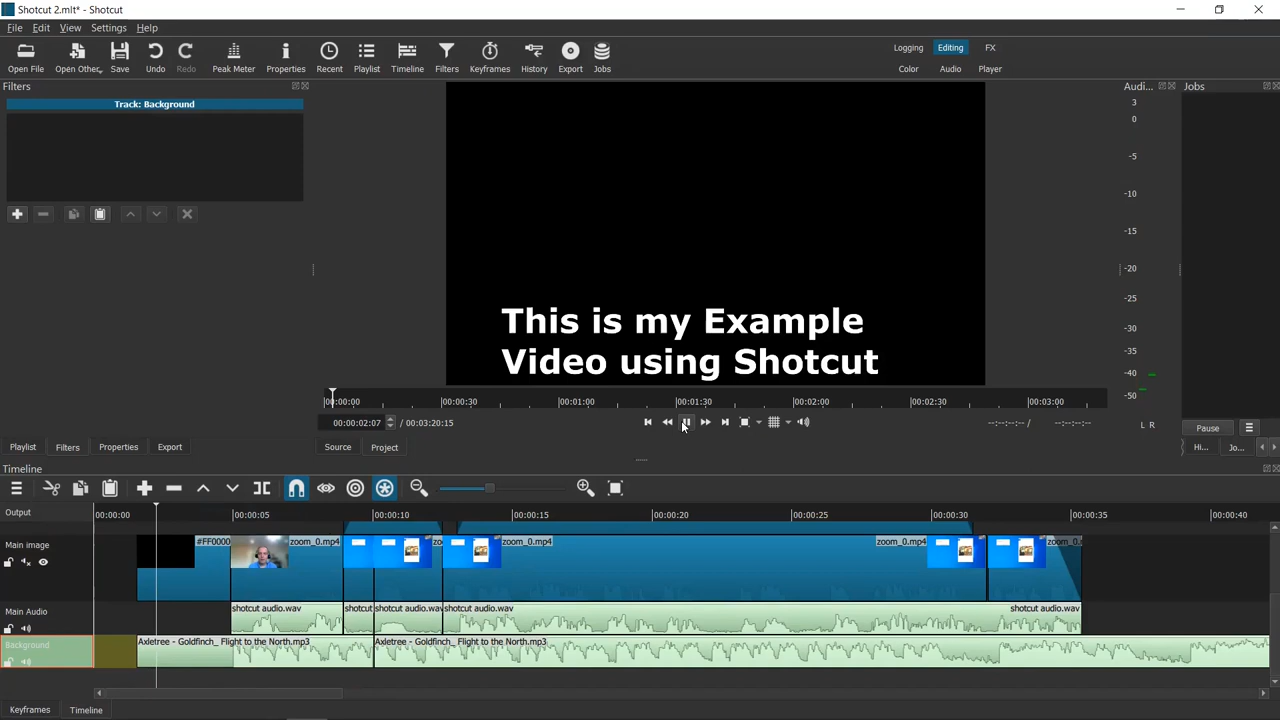 Shotcut 2.mlt* - Shotcut
File Edit View Settings Help
Open File Open Other Save Undo Redo Peak Meter Properties Recent Playlist Timeline Filters Keyframes History Export Jobs
Logging Editing FX
Color Audio Player
Filters
Audi...
Jobs
Track: Background
3
0
-5
-10
-15
-20
-25
-30
-35
-40
-50
This is my Example
Video using Shotcut
00:00:00 00:00:30 00:01:00 00:01:30 00:02:00 00:02:30 00:03:00
00:00:02:07 / 00:03:20:15
--:--:--:-- / --:--:--:--
L R
Pause
Playlist Filters Properties Export
Source Project
Hi... Jo...
Timeline
Output
00:00:00 00:00:05 00:00:10 00:00:15 00:00:20 00:00:25 00:00:30 00:00:35 00:00:40
Main image
#FF0000 zoom_0.mp4 zo zoom_0.mp4 zoom_0.mp4 zoom_0.
Main Audio
shotcut audio.wav shotcut shotcut audio.wav shotcut audio.wav shotcut audio.wav
Background
Axletree - Goldfinch_ Flight to the North.mp3 Axletree - Goldfinch_ Flight to the North.mp3
Keyframes Timeline